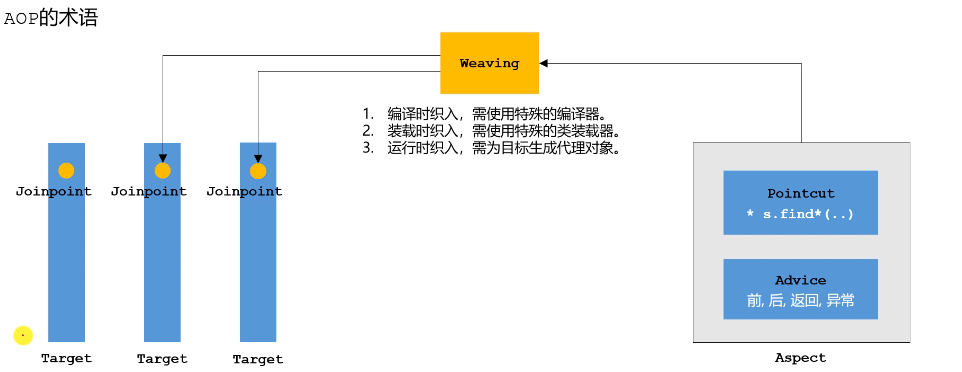 AOP的术语
Weaving
1. 编译时织入，需使用特殊的编译器。
2. 装载时织入，需使用特殊的类装载器。
3. 运行时织入，需为目标生成代理对象。
Joinpoint
Joinpoint
Joinpoint
Target
Target
Target
Pointcut
* s.find*(..)
Advice
前, 后, 返回, 异常
Aspect